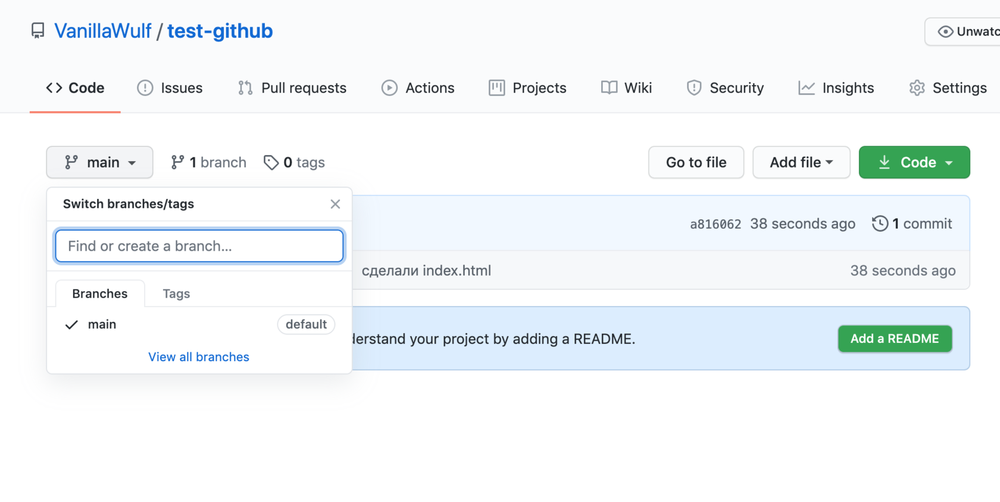 VanillaWulf / test-github
Code Issues Pull requests Actions Projects Wiki Security Insights Settings
main 1 branch 0 tags Go to file Add file Code
Switch branches/tags
Find or create a branch...
Branches Tags
main default
View all branches
a816062 38 seconds ago 1 commit
сделали index.html 38 seconds ago
your project by adding a README.
Add a README